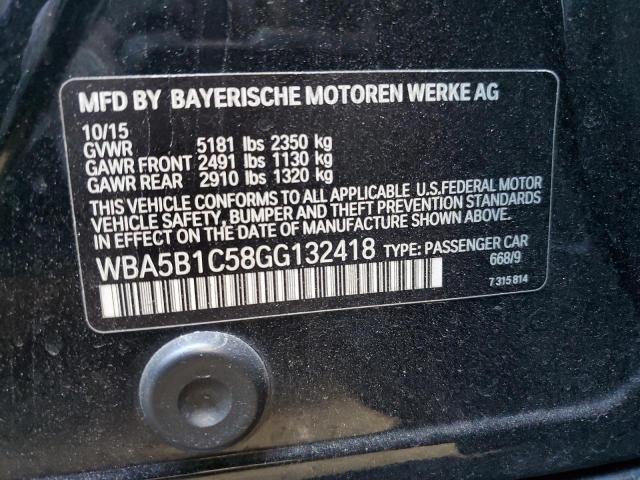 MFD BY BAYERISCHE MOTOREN WERKE AG
10/15
GVWR 5181 lbs 2350 kg
GAWR FRONT 2491 lbs 1130 kg
GAWR REAR 2910 lbs 1320 kg
THIS VEHICLE CONFORMS TO ALL APPLICABLE U.S.FEDERAL MOTOR
VEHICLE SAFETY, BUMPER AND THEFT PREVENTION STANDARDS
IN EFFECT ON THE DATE OF MANUFACTURE SHOWN ABOVE.
WBA5B1C58GG132418 TYPE: PASSENGER CAR
668/9
7 315 814